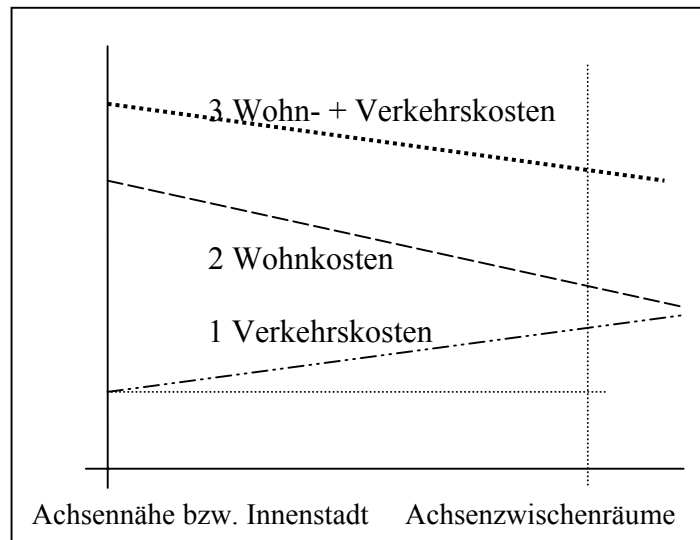 3 Wohn- + Verkehrskosten
2 Wohnkosten
1 Verkehrskosten
Achsennähe bzw. Innenstadt Achsenzwischenräume